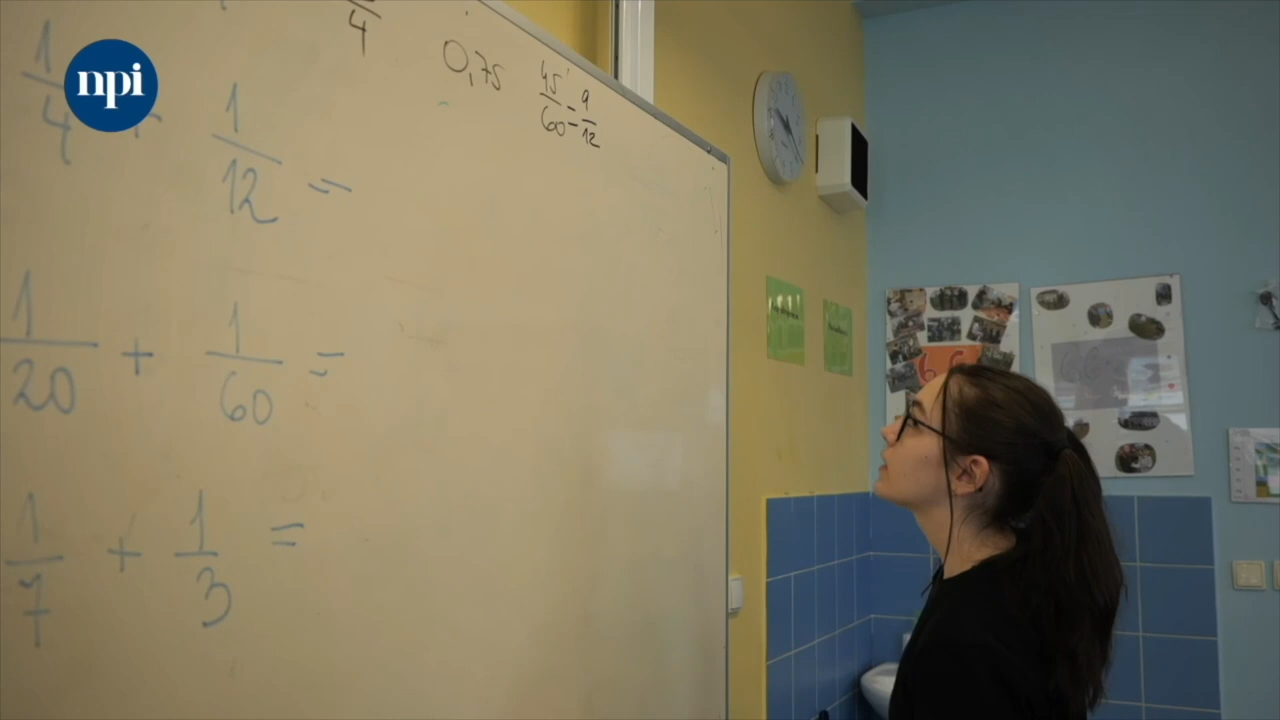 npi
4
0,75
45/60 = 9/12
1/4 + 1/12 =
1/20 + 1/60 =
1/7 + 1/3 =
6.C